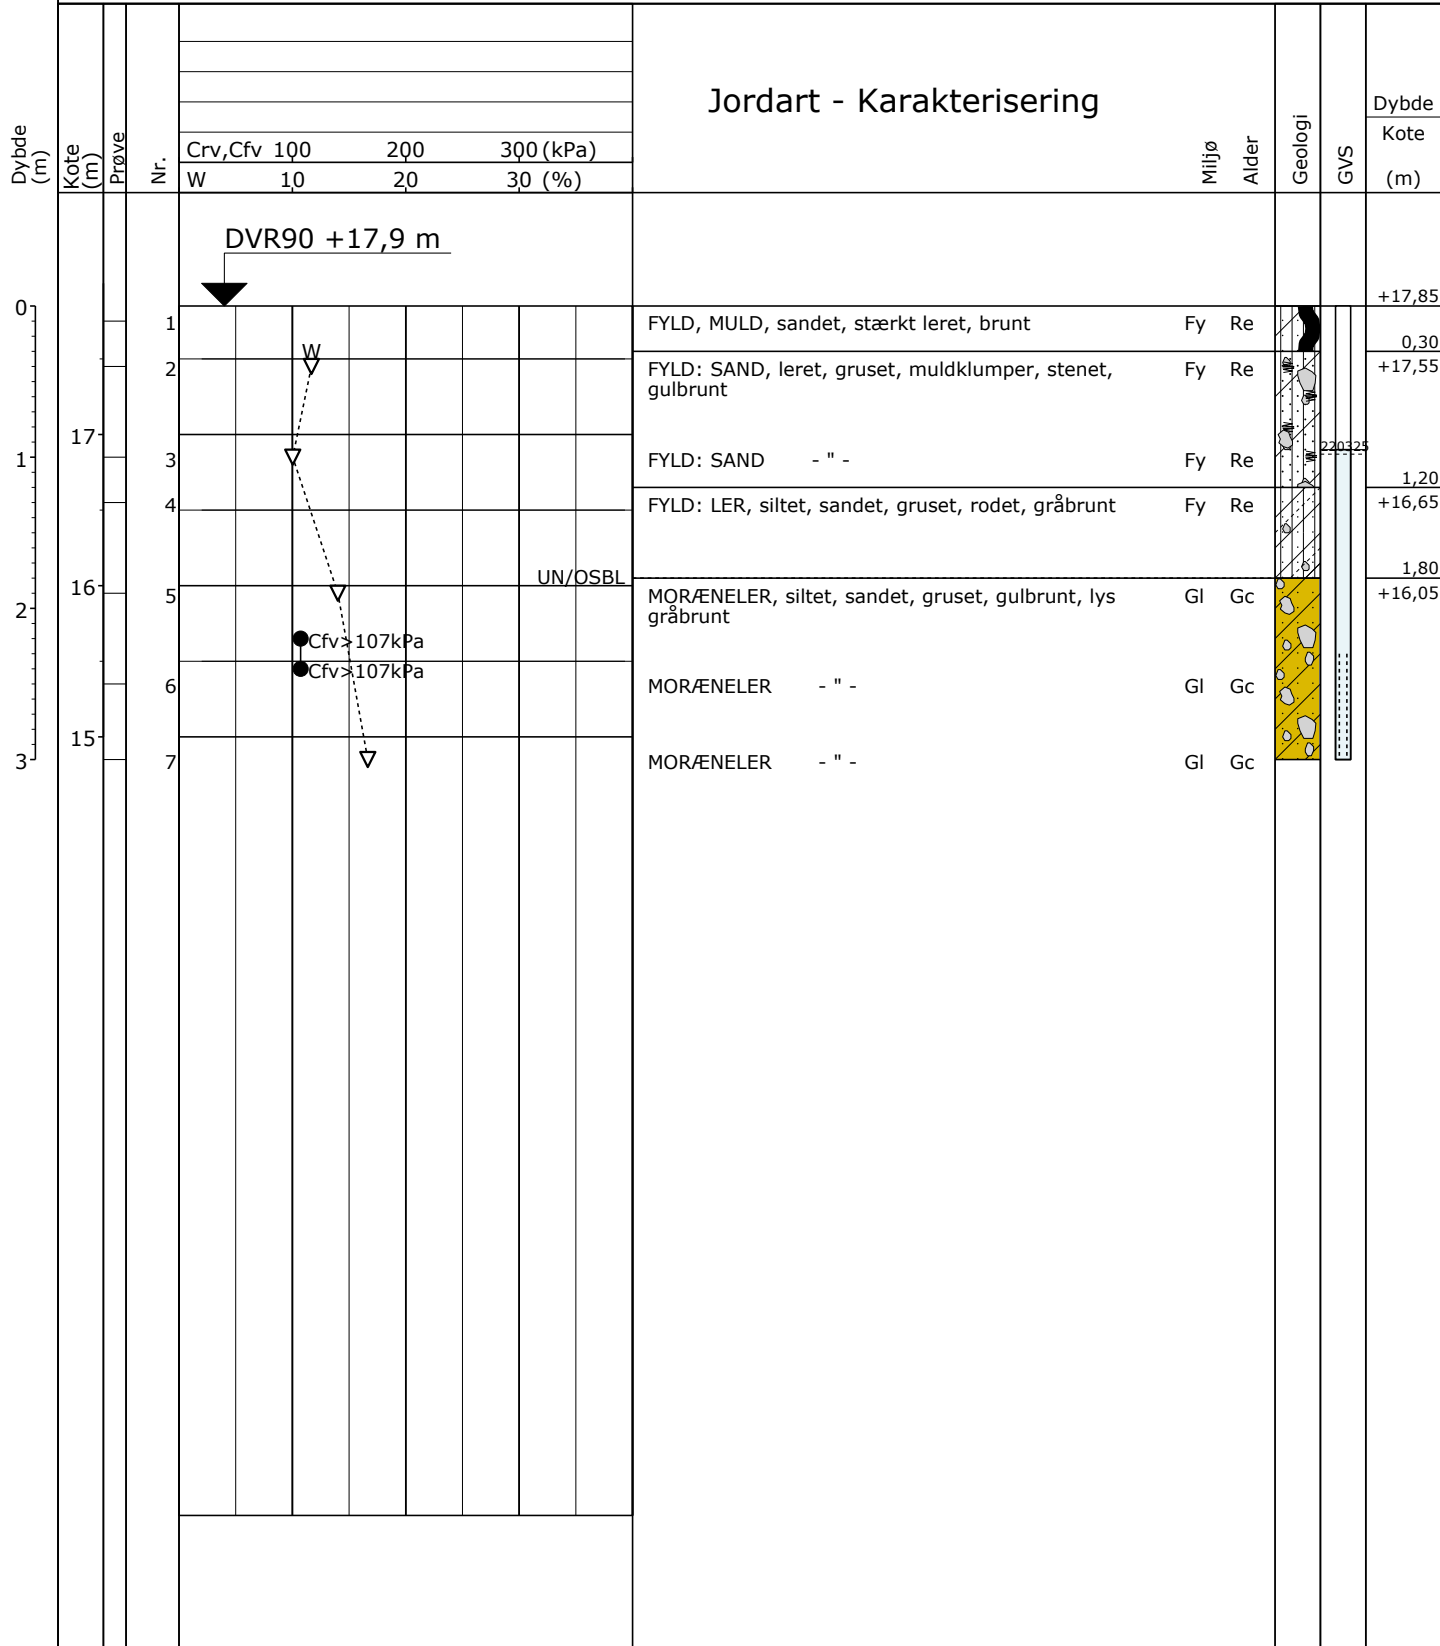 Jordart - Karakterisering
Dybde
(m)
Kote
(m)
Prøve
Nr.
Crv,Cfv 100 200 300 (kPa)
W 10 20 30 (%)
Miljø
Alder
Geologi
GVS
Dybde
Kote
(m)
DVR90 +17,9 m
+17,85
0
1 FYLD, MULD, sandet, stærkt leret, brunt Fy Re
0,30
W
2 FYLD: SAND, leret, gruset, muldklumper, stenet, Fy Re +17,55
gulbrunt
17
220325
1 3 FYLD: SAND - " - Fy Re
1,20
4 FYLD: LER, siltet, sandet, gruset, rodet, gråbrunt Fy Re +16,65
1,80
UN/OSBL
16
5 MORÆNELER, siltet, sandet, gruset, gulbrunt, lys Gl Gc +16,05
2 gråbrunt
Cfv>107kPa
Cfv>107kPa
6 MORÆNELER - " - Gl Gc
15
3 7 MORÆNELER - " - Gl Gc